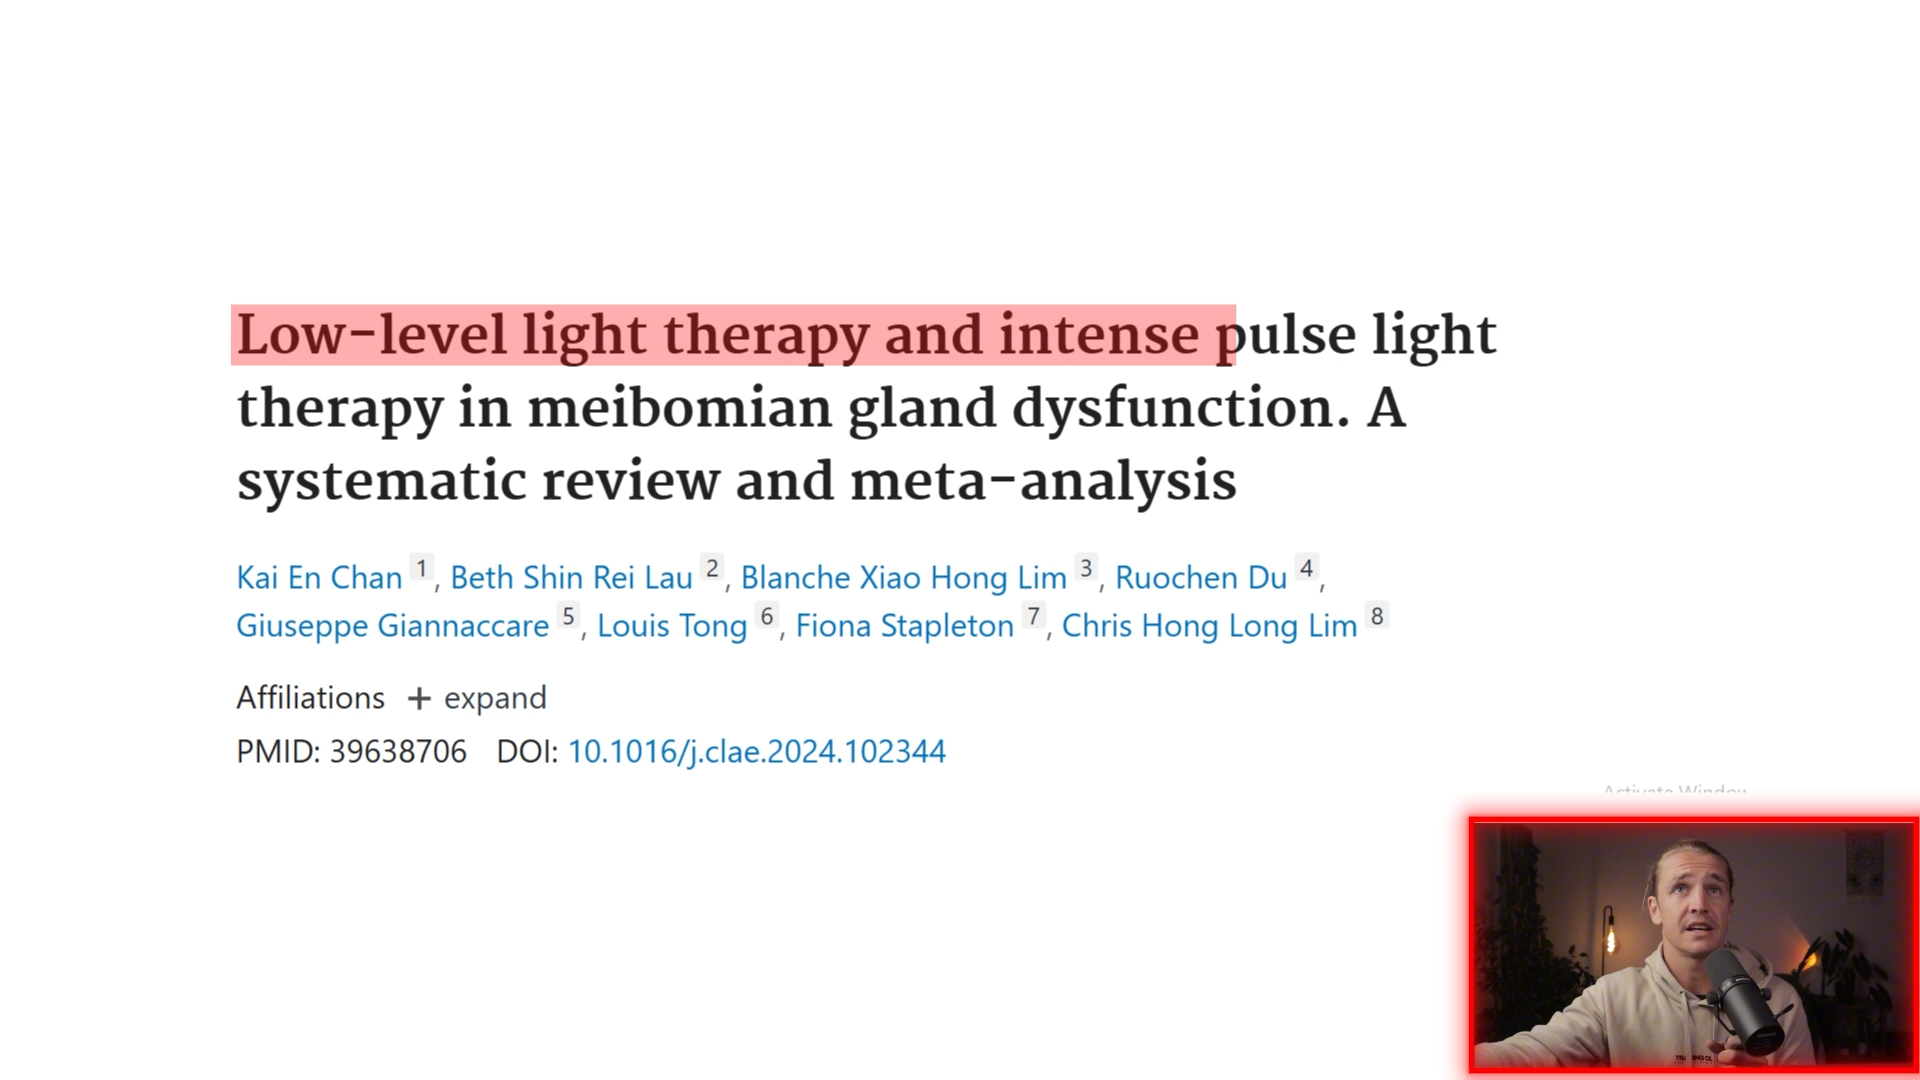 Low-level light therapy and intense pulse light
therapy in meibomian gland dysfunction. A
systematic review and meta-analysis
Kai En Chan 1, Beth Shin Rei Lau 2, Blanche Xiao Hong Lim 3, Ruochen Du 4,
Giuseppe Giannaccare 5, Louis Tong 6, Fiona Stapleton 7, Chris Hong Long Lim 8
Affiliations + expand
PMID: 39638706 DOI: 10.1016/j.clae.2024.102344
Activate Window